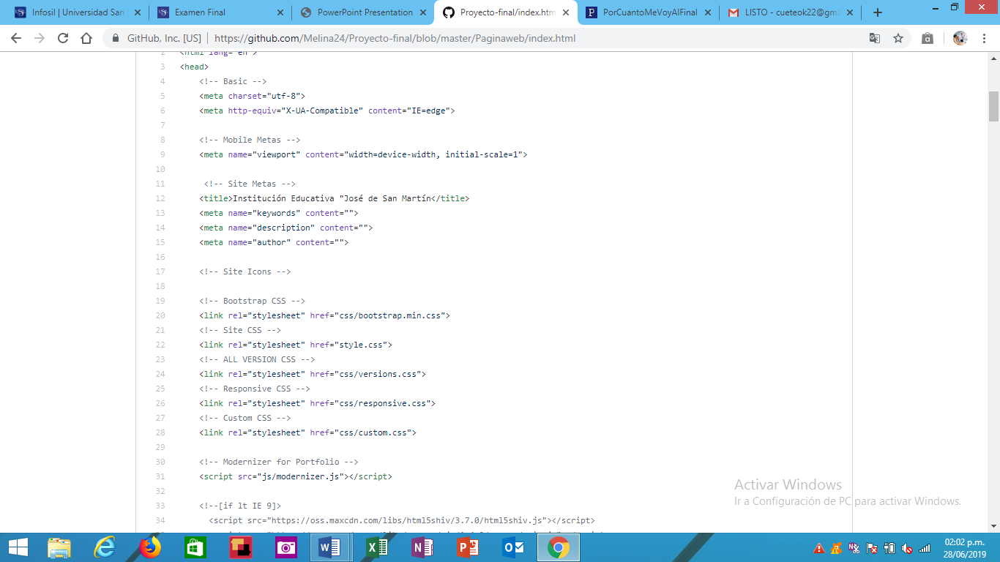 Infosil | Universidad San
Examen Final
PowerPoint Presentation
Proyecto-final/index.htm
PorCuantoMeVoyAlFinal
LISTO - cueteok22@gma
GitHub, Inc. [US] | https://github.com/Melina24/Proyecto-final/blob/master/Paginaweb/index.html
2 <html lang="en">
3 <head>
4 <!-- Basic -->
5 <meta charset="utf-8">
6 <meta http-equiv="X-UA-Compatible" content="IE=edge">
7
8 <!-- Mobile Metas -->
9 <meta name="viewport" content="width=device-width, initial-scale=1">
10
11 <!-- Site Metas -->
12 <title>Institución Educativa "José de San Martín</title>
13 <meta name="keywords" content="">
14 <meta name="description" content="">
15 <meta name="author" content="">
16
17 <!-- Site Icons -->
18
19 <!-- Bootstrap CSS -->
20 <link rel="stylesheet" href="css/bootstrap.min.css">
21 <!-- Site CSS -->
22 <link rel="stylesheet" href="style.css">
23 <!-- ALL VERSION CSS -->
24 <link rel="stylesheet" href="css/versions.css">
25 <!-- Responsive CSS -->
26 <link rel="stylesheet" href="css/responsive.css">
27 <!-- Custom CSS -->
28 <link rel="stylesheet" href="css/custom.css">
29
30 <!-- Modernizer for Portfolio -->
31 <script src="js/modernizer.js"></script>
32
33 <!--[if lt IE 9]>
34 <script src="https://oss.maxcdn.com/libs/html5shiv/3.7.0/html5shiv.js"></script>
Activar Windows
Ir a Configuración de PC para activar Windows.
02:02 p.m.
28/06/2019